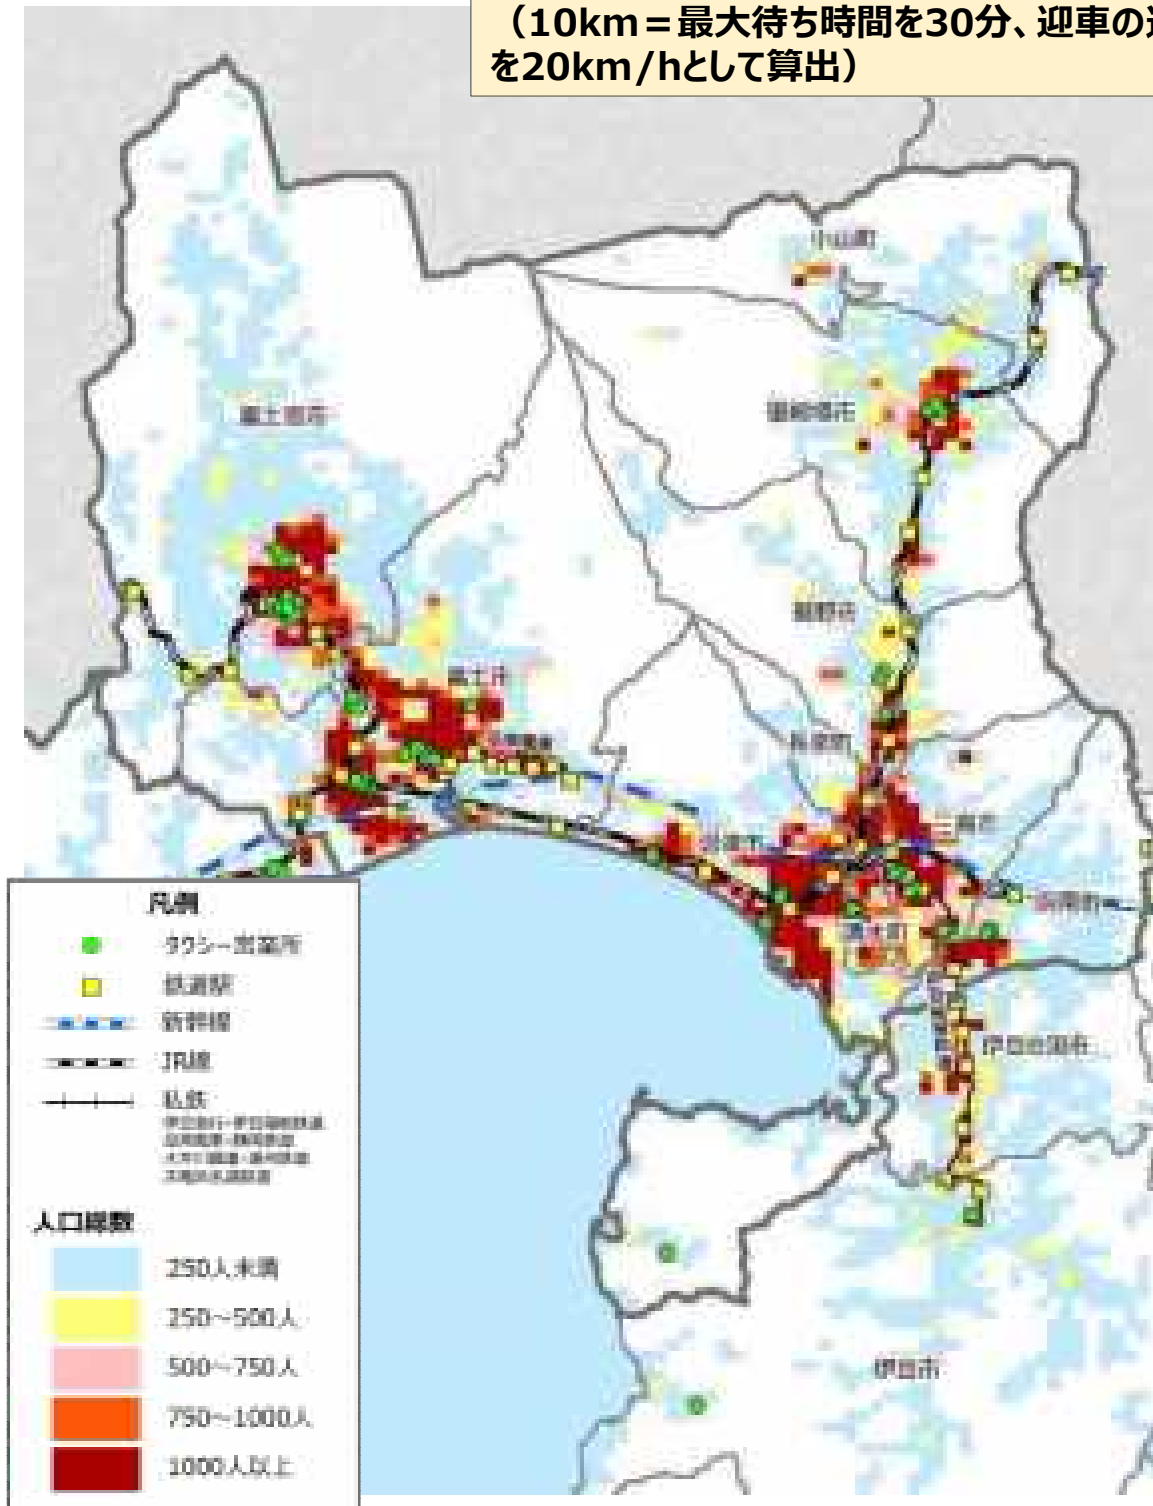 （10km＝最大待ち時間を30分、迎車の
を20km/hとして算出）
小山町
御殿場市
富士宮市
裾野市
富士市
長泉町
三島市
沼津市
函南町
清水町
伊豆の国市
伊豆市
凡例
タクシー営業所
鉄道駅
新幹線
JR線
私鉄
人口総数
250人未満
250～500人
500～750人
750～1000人
1000人以上